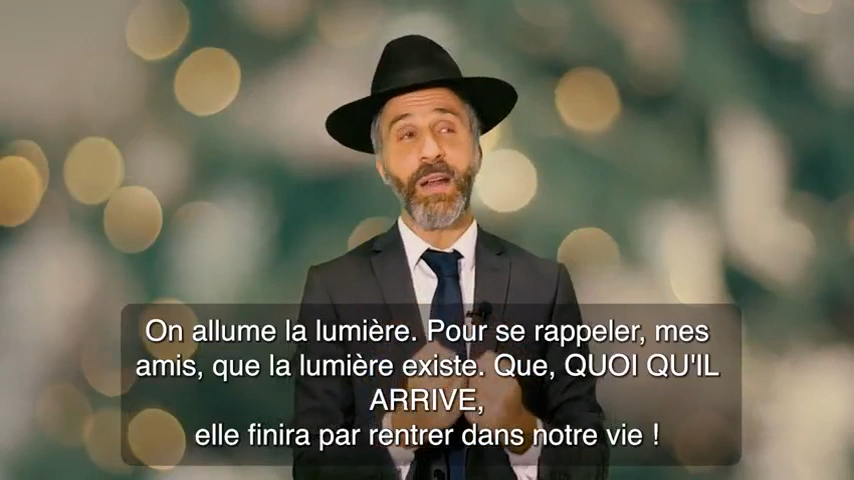 On allume la lumière. Pour se rappeler, mes
amis, que la lumière existe. Que, QUOI QU'IL
ARRIVE,
elle finira par rentrer dans notre vie !